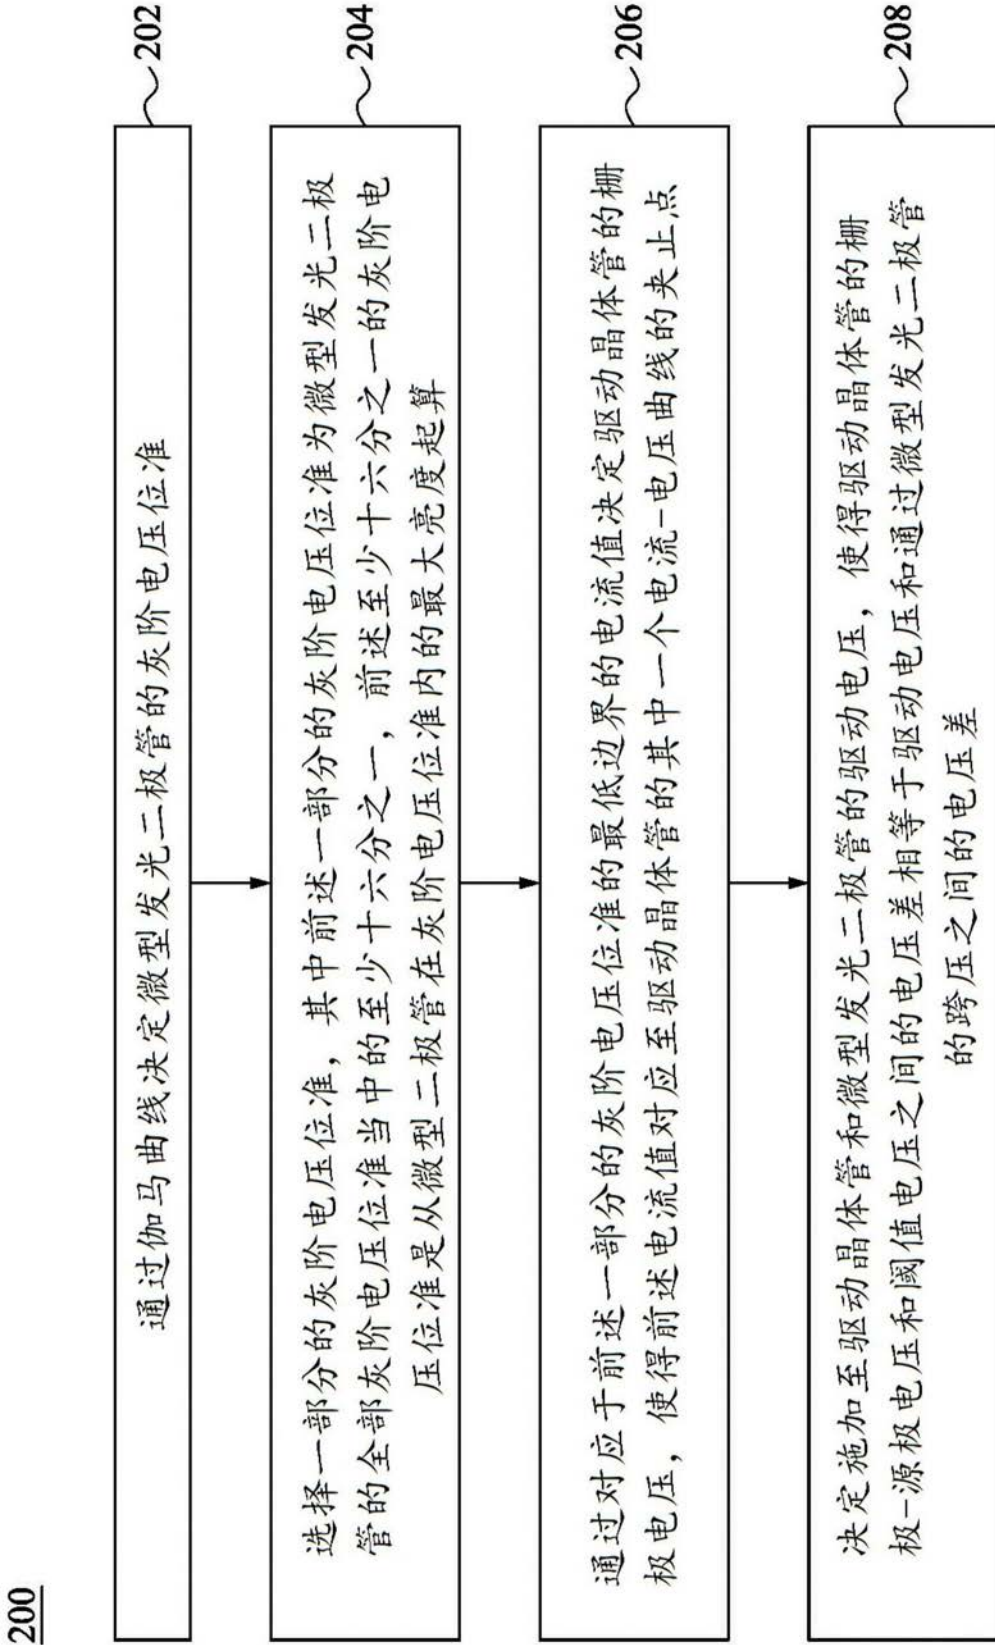 200
通过伽马曲线决定微型发光二极管的灰阶电压位准
202
选择一部分的灰阶电压位准，其中前述一部分的灰阶电压位准为微型发光二极
管的全部灰阶电压位准当中的至少十六分之一，前述至少十六分之一的灰阶电
压位准是从微型二极管在灰阶电压位准内的最大亮度起算
204
通过对应于前述一部分的灰阶电压位准的最低边界的电流值决定驱动晶体管的栅
极电压，使得前述电流值对应至驱动晶体管的其中一个电流-电压曲线的夹止点
206
决定施加至驱动晶体管和微型发光二极管的驱动电压，使得驱动晶体管的栅
极-源极电压和阈值电压之间的电压差相等于驱动电压和通过微型发光二极管
的跨压之间的电压差
208